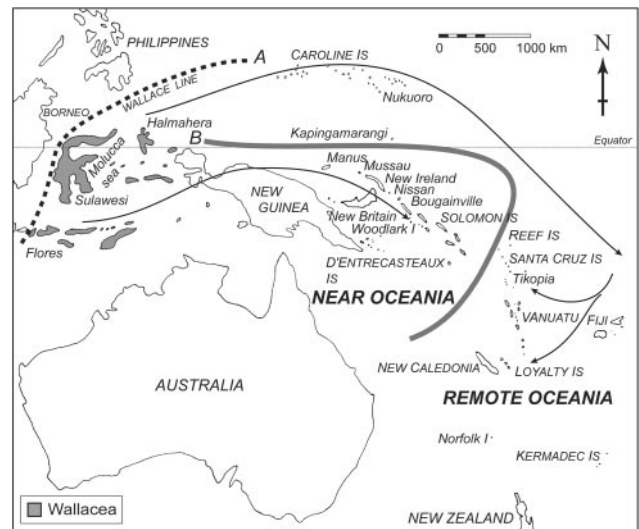 PHILIPPINES
A
CAROLINE IS
0 500 1000 km
N
WALLACE LINE
Nukuoro
BORNEO
Halmahera
B
Kapingamarangi
Equator
Molucca
sea
Manus
Mussau
New Ireland
Nissan
Bougainville
SOLOMON IS
Sulawesi
NEW
GUINEA
New Britain
Woodlark I
REEF IS
SANTA CRUZ IS
Tikopia
Flores
D'ENTRECASTEAUX
IS
NEAR OCEANIA
VANUATU
FIJI
NEW CALEDONIA
LOYALTY IS
AUSTRALIA
REMOTE OCEANIA
Norfolk I
KERMADEC IS
Wallacea
NEW ZEALAND